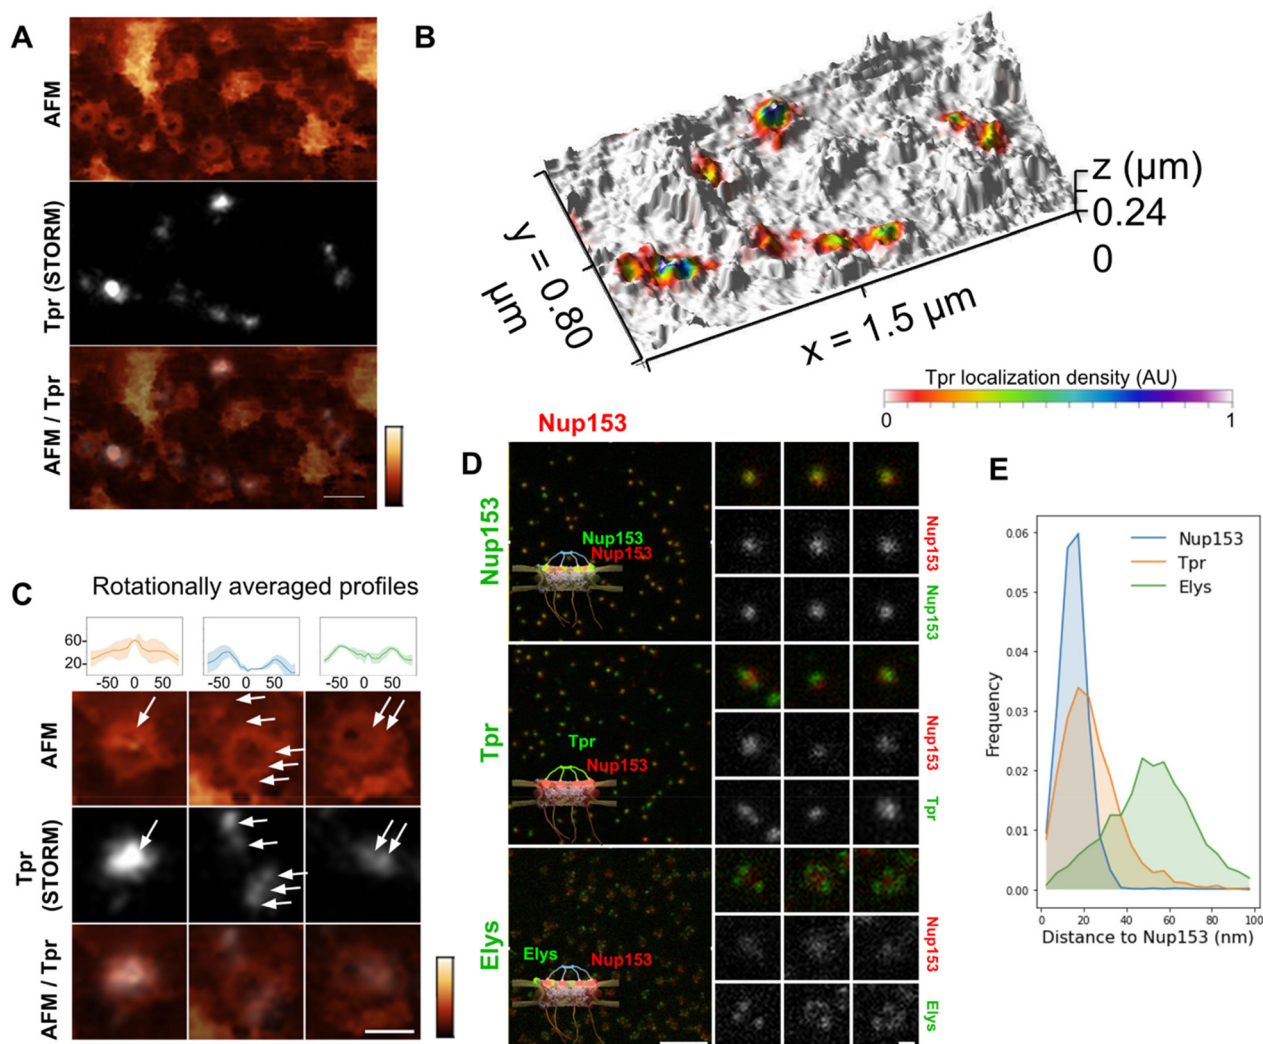 A
AFM
Tpr (STORM)
AFM / Tpr
B
z (µm)
0.24
0
y = 0.80
µm
x = 1.5 µm
Tpr localization density (AU)
0
1
C
Rotationally averaged profiles
60
20
-50
0
50
-50
0
50
-50
0
50
AFM
Tpr
(STORM)
AFM / Tpr
D
Nup153
Nup153
Nup153
Nup153
Nup153
Nup153
Tpr
Tpr
Nup153
Nup153
Tpr
Elys
Elys
Nup153
Nup153
Elys
E
Nup153
Tpr
Elys
Frequency
0.06
0.05
0.04
0.03
0.02
0.01
0.00
0
20
40
60
80
100
Distance to Nup153 (nm)